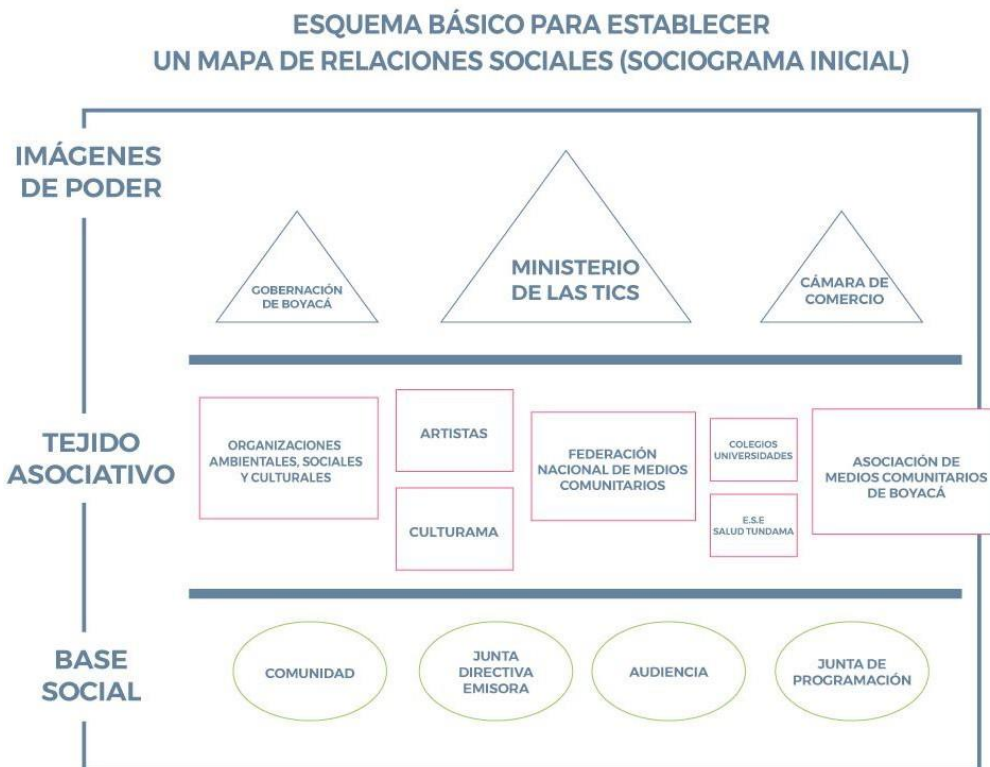 ESQUEMA BÁSICO PARA ESTABLECER
UN MAPA DE RELACIONES SOCIALES (SOCIOGRAMA INICIAL)
IMÁGENES
DE PODER
GOBERNACIÓN
DE BOYACÁ
MINISTERIO
DE LAS TICS
CÁMARA DE
COMERCIO
TEJIDO
ASOCIATIVO
ORGANIZACIONES
AMBIENTALES, SOCIALES
Y CULTURALES
ARTISTAS
CULTURAMA
FEDERACIÓN
NACIONAL DE MEDIOS
COMUNITARIOS
COLEGIOS
UNIVERSIDADES
E.S.E
SALUD TUNDAMA
ASOCIACIÓN DE
MEDIOS COMUNITARIOS
DE BOYACÁ
BASE
SOCIAL
COMUNIDAD
JUNTA
DIRECTIVA
EMISORA
AUDIENCIA
JUNTA DE
PROGRAMACIÓN